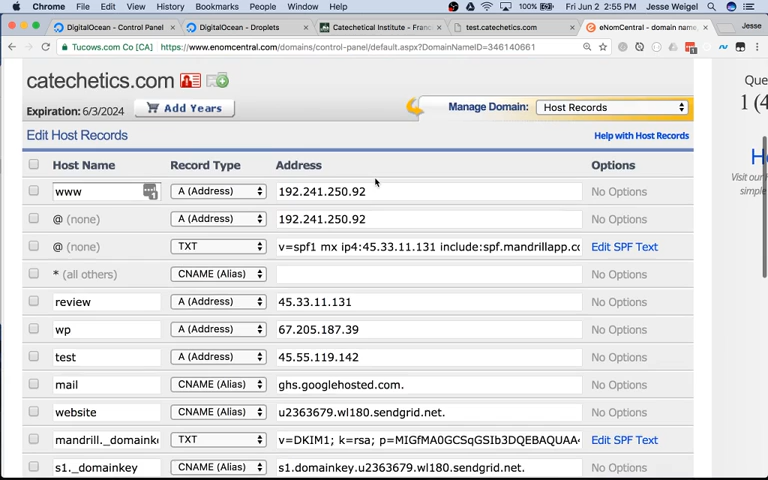 Chrome File Edit View History Bookmarks People Window Help 100% Fri Jun 2 2:55 PM Jesse Weigel
DigitalOcean - Control Panel DigitalOcean - Droplets Catechetical Institute - Franc test.catechetics.com eNomCentral - domain name, Jesse
Tucows.com Co [CA] https://www.enomcentral.com/domains/control-panel/default.aspx?DomainNameID=346140661
catechetics.com
Que
1 (4
Expiration: 6/3/2024 Add Years Manage Domain: Host Records
Edit Host Records Help with Host Records
H
Visit our
simple
Host Name Record Type Address Options
www A (Address) 192.241.250.92 No Options
@ (none) A (Address) 192.241.250.92 No Options
@ (none) TXT v=spf1 mx ip4:45.33.11.131 include:spf.mandrillapp.cc Edit SPF Text
* (all others) CNAME (Alias) No Options
review A (Address) 45.33.11.131 No Options
wp A (Address) 67.205.187.39 No Options
test A (Address) 45.55.119.142 No Options
mail CNAME (Alias) ghs.googlehosted.com. No Options
website CNAME (Alias) u2363679.wl180.sendgrid.net. No Options
mandrill._domainke TXT v=DKIM1; k=rsa; p=MIGfMA0GCSqGSIb3DQEBAQUAA Edit SPF Text
s1._domainkey CNAME (Alias) s1.domainkey.u2363679.wl180.sendgrid.net. No Options